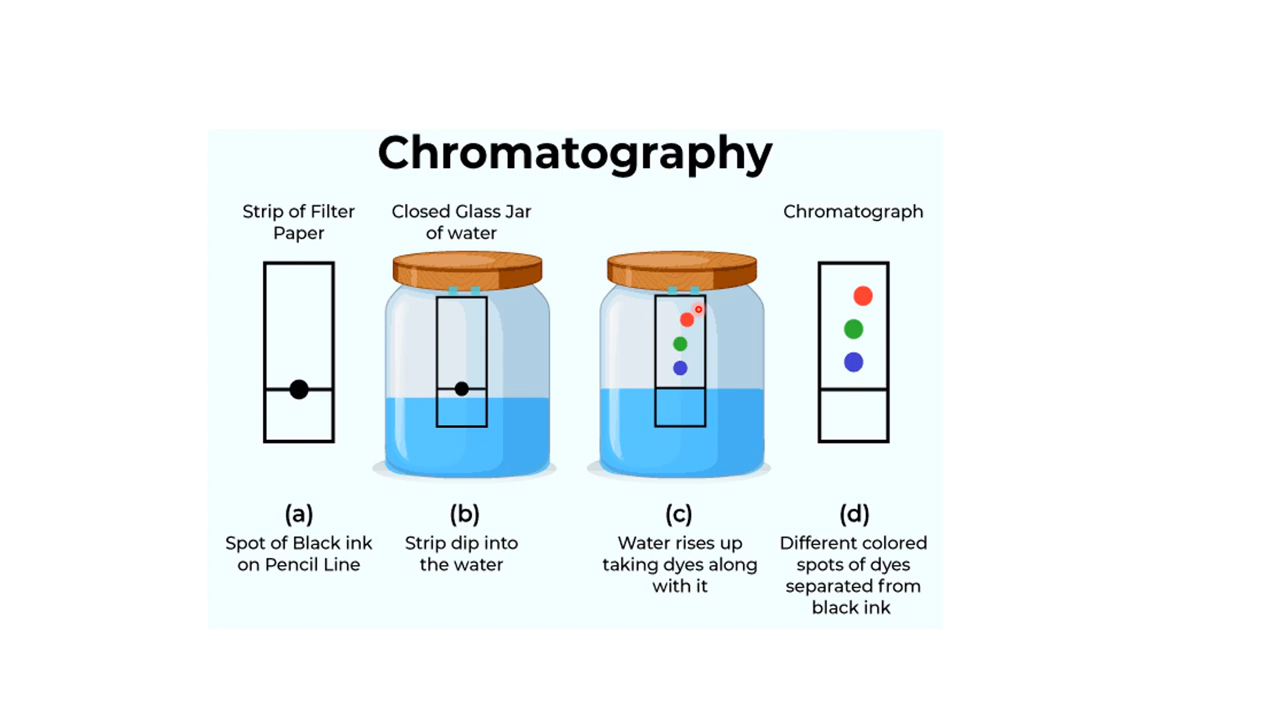 Chromatography
Strip of Filter
Paper
Closed Glass Jar
of water
Chromatograph
(a)
Spot of Black ink
on Pencil Line
(b)
Strip dip into
the water
(c)
Water rises up
taking dyes along
with it
(d)
Different colored
spots of dyes
separated from
black ink